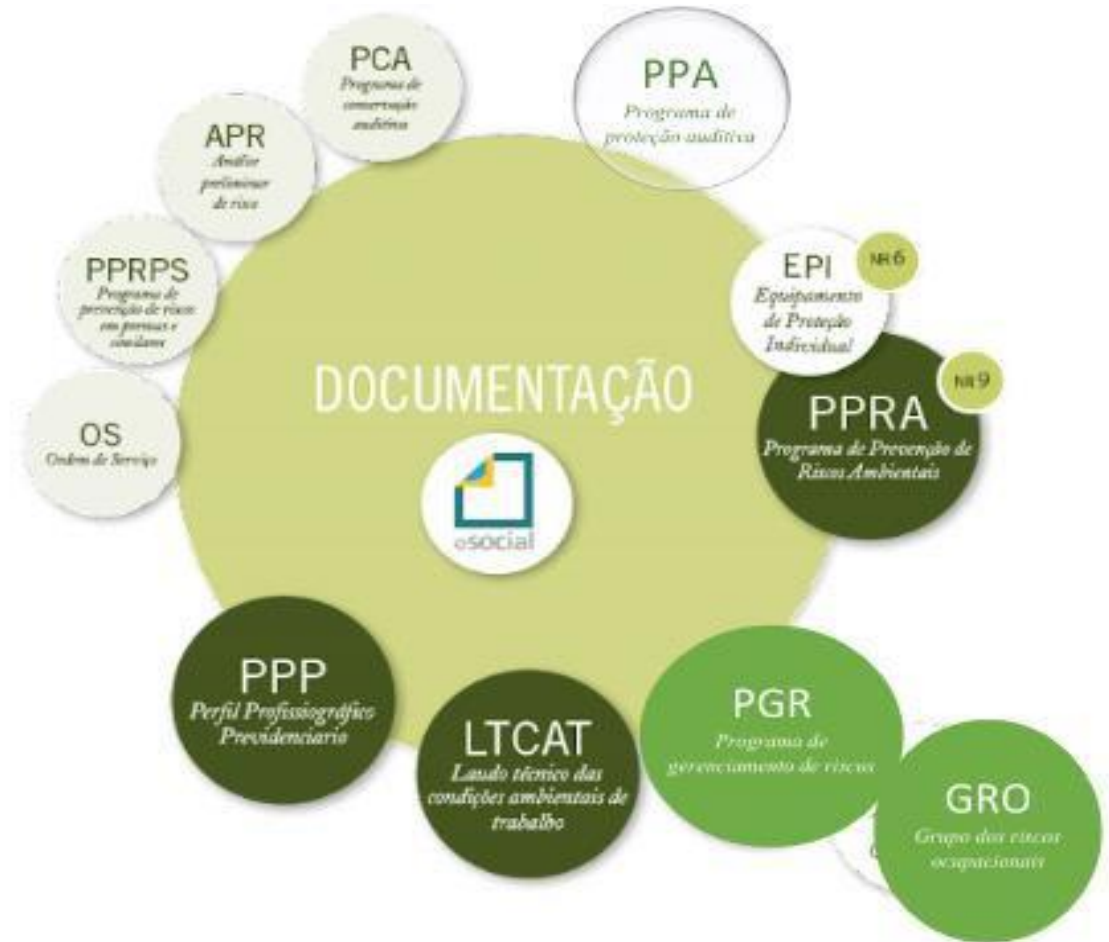 PCA
Programa de
conservação
auditiva
PPA
Programa de
proteção auditiva
APR
Análise
preliminar
de risco
PPRPS
Programa de
prevenção de riscos
em prensas e
similares
OS
Ordem de Serviço
EPI
Equipamento
de Proteção
Individual
NR 6
PPRA
Programa de Prevenção de
Riscos Ambientais
NR 9
DOCUMENTAÇÃO
eSocial
PPP
Perfil Profissiográfico
Previdenciario
LTCAT
Laudo técnico das
condições ambientais de
trabalho
PGR
Programa de
gerenciamento de riscos
GRO
Grupo dos riscos
ocupacionais